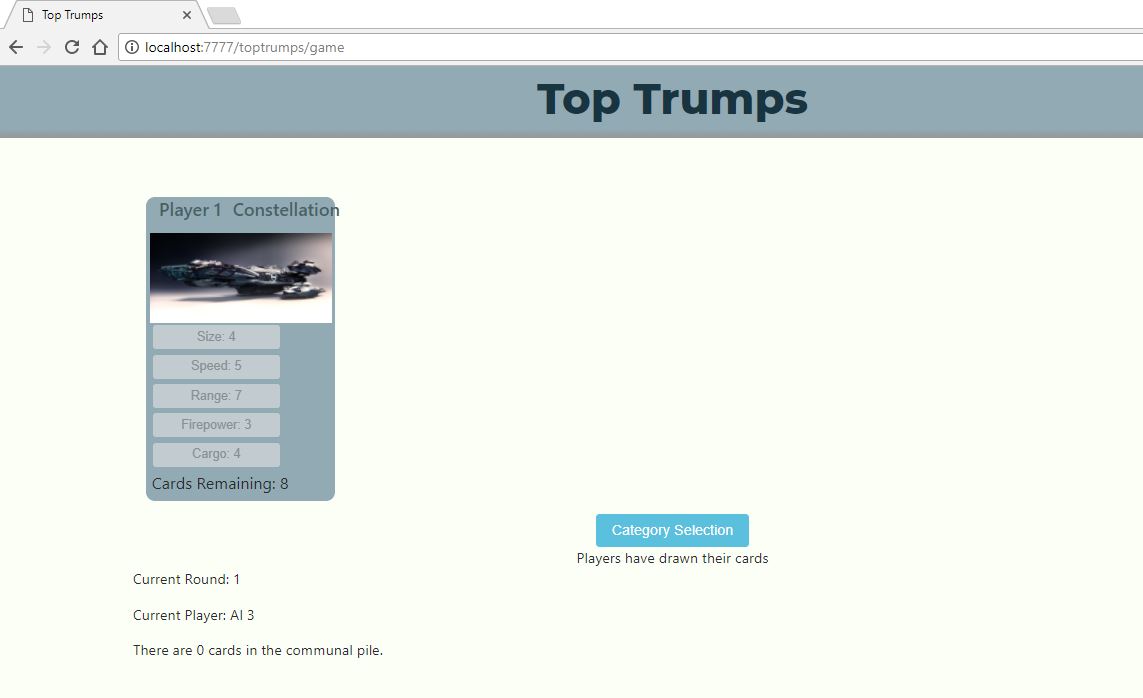 Top Trumps
localhost:7777/toptrumps/game
Top Trumps
Player 1 Constellation
Size: 4
Speed: 5
Range: 7
Firepower: 3
Cargo: 4
Cards Remaining: 8
Category Selection
Players have drawn their cards
Current Round: 1
Current Player: AI 3
There are 0 cards in the communal pile.